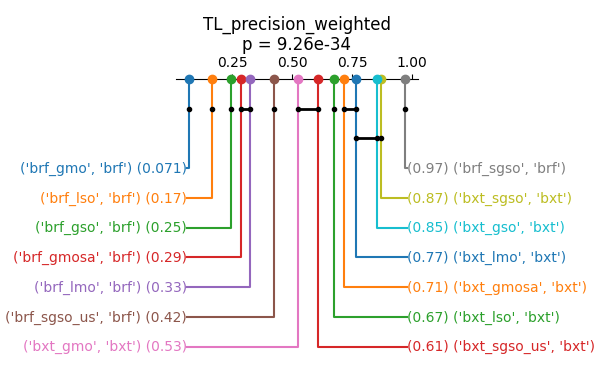 TL_precision_weighted
p = 9.26e-34
0.25 0.50 0.75 1.00
('brf_gmo', 'brf') (0.071) (0.97) ('brf_sgso', 'brf')
('brf_lso', 'brf') (0.17) (0.87) ('bxt_sgso', 'bxt')
('brf_gso', 'brf') (0.25) (0.85) ('bxt_gso', 'bxt')
('brf_gmosa', 'brf') (0.29) (0.77) ('bxt_lmo', 'bxt')
('brf_lmo', 'brf') (0.33) (0.71) ('bxt_gmosa', 'bxt')
('brf_sgso_us', 'brf') (0.42) (0.67) ('bxt_lso', 'bxt')
('bxt_gmo', 'bxt') (0.53) (0.61) ('bxt_sgso_us', 'bxt')